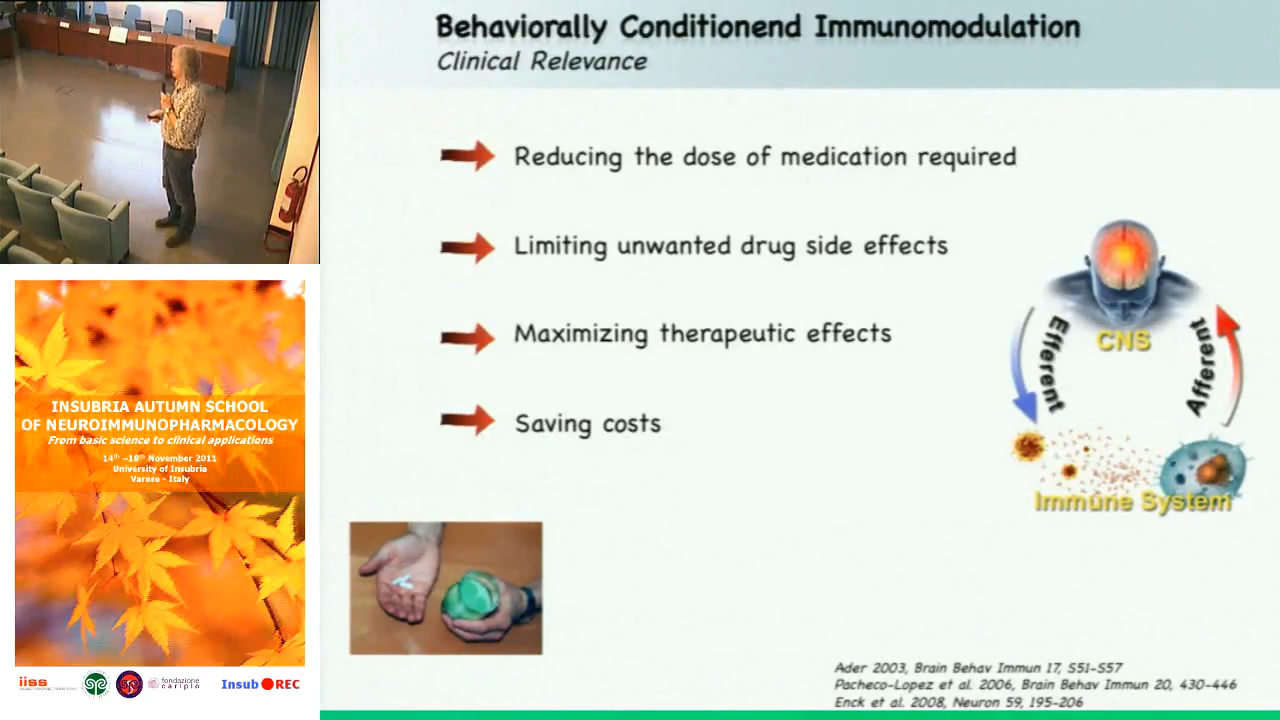 Behaviorally Conditionend Immunomodulation
Clinical Relevance
Reducing the dose of medication required
Limiting unwanted drug side effects
Maximizing therapeutic effects
Saving costs
CNS
Efferent
Afferent
Immune System
Ader 2003, Brain Behav Immun 17, S51-S57
Pacheco-Lopez et al. 2006, Brain Behav Immun 20, 430-446
Enck et al. 2008, Neuron 59, 195-206
INSUBRIA AUTUMN SCHOOL
OF NEUROIMMUNOPHARMACOLOGY
From basic science to clinical applications
14th –18th November 2011
University of Insubria
Varese - Italy
iiss
fondazione
cariplo
Insub REC